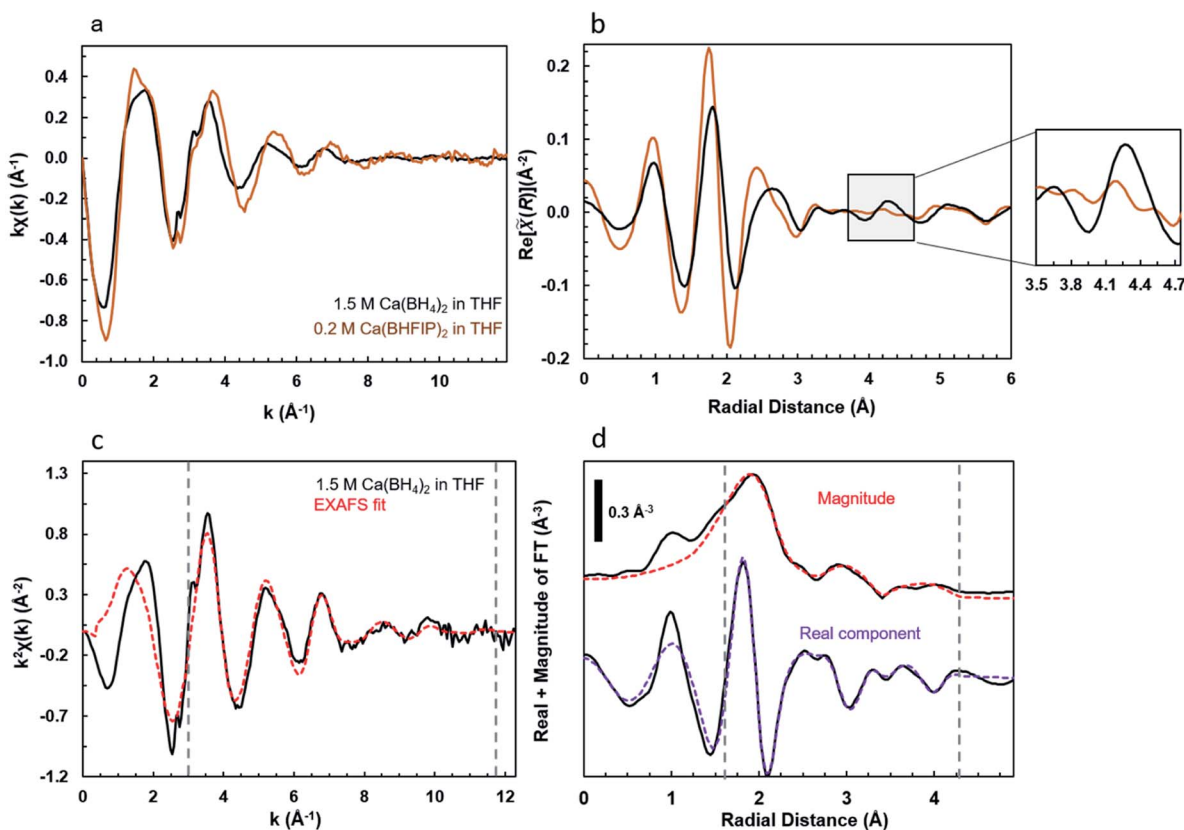 a
kχ(k) (Å⁻¹)
0.4
0.2
0.0
-0.2
-0.4
-0.6
-0.8
-1.0
1.5 M Ca(BH₄)₂ in THF
0.2 M Ca(BHFIP)₂ in THF
0 2 4 6 8 10
k (Å⁻¹)
b
Re[χ̃(R)](Å⁻²)
0.2
0.1
0.0
-0.1
-0.2
0 1 2 3 4 5 6
Radial Distance (Å)
3.5 3.8 4.1 4.4 4.7
c
k²χ(k) (Å⁻²)
1.3
0.8
0.3
-0.2
-0.7
-1.2
1.5 M Ca(BH₄)₂ in THF
EXAFS fit
0 2 4 6 8 10 12
k (Å⁻¹)
d
Real + Magnitude of FT (Å⁻³)
0.3 Å⁻³
Magnitude
Real component
0 1 2 3 4
Radial Distance (Å)